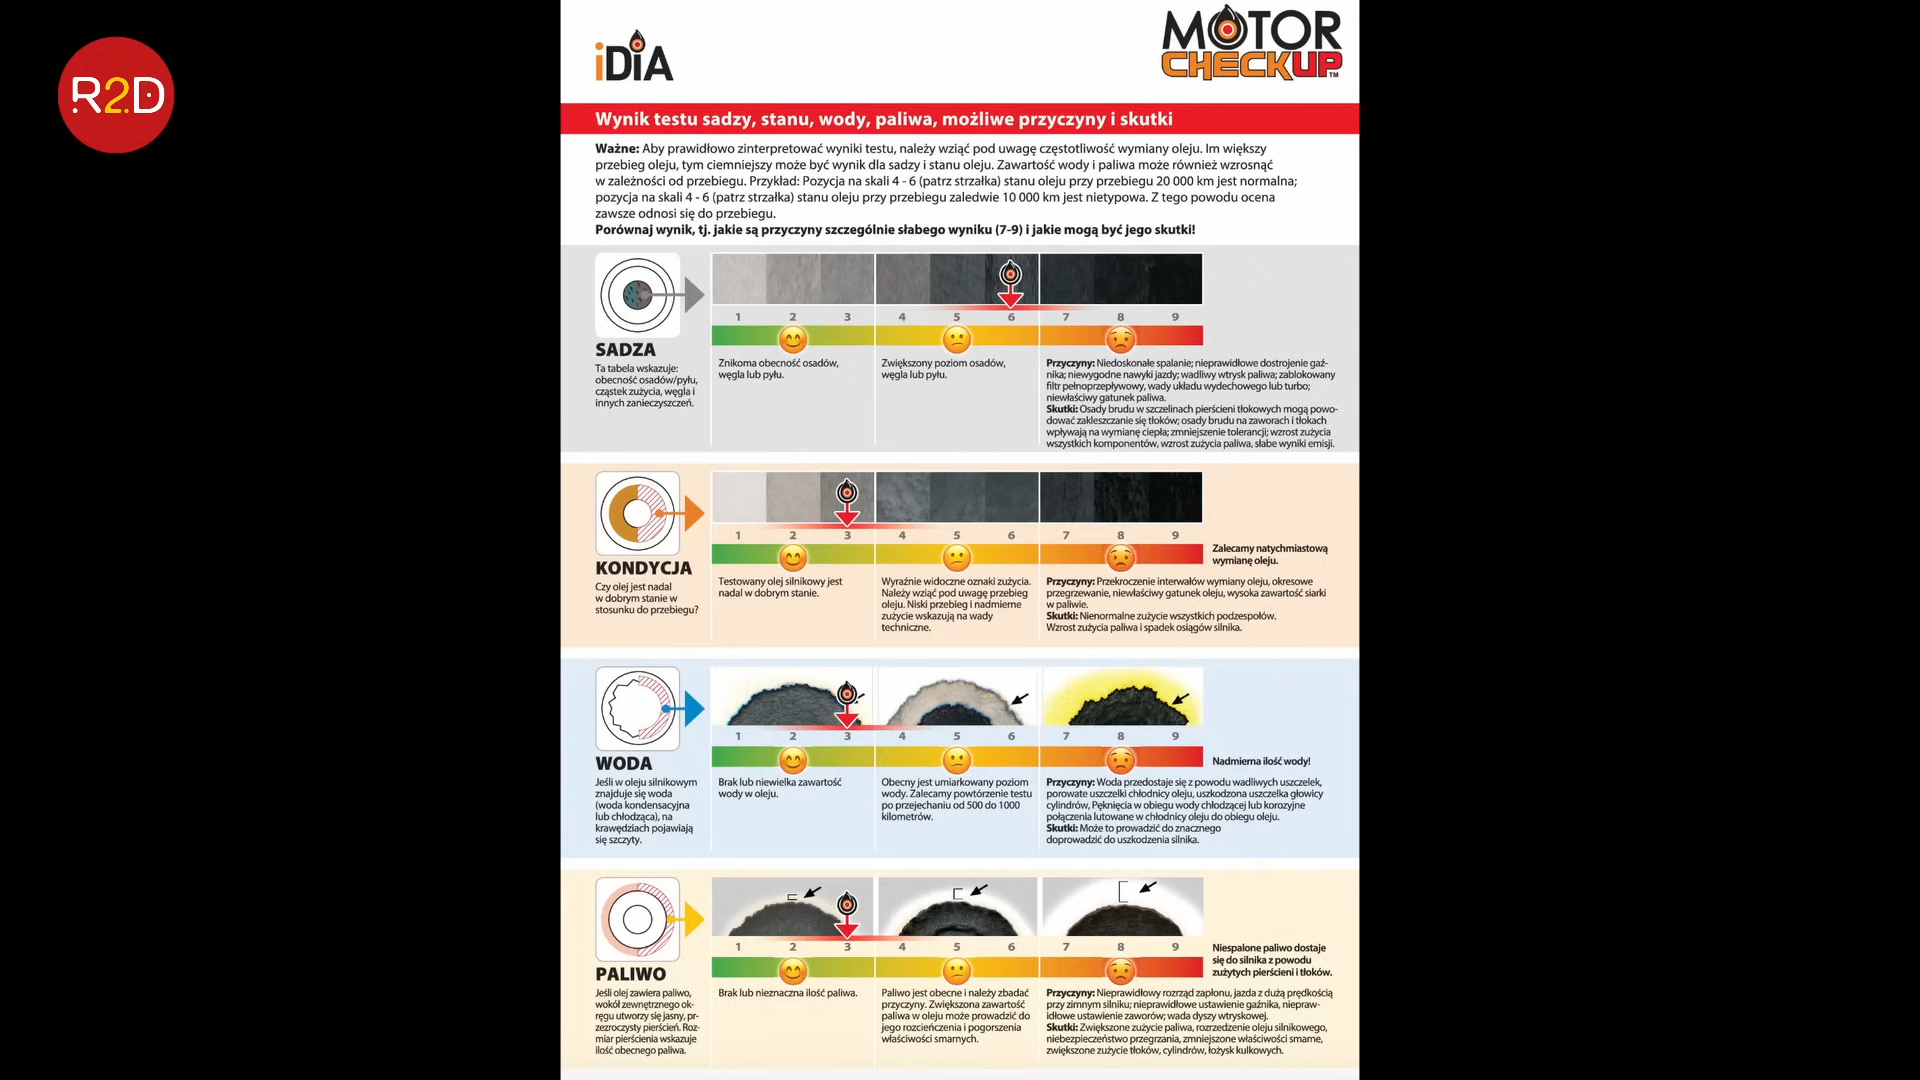 R2D
iDiA
MOTOR
CHECKUP™
Wynik testu sadzy, stanu, wody, paliwa, możliwe przyczyny i skutki
Ważne: Aby prawidłowo zinterpretować wyniki testu, należy wziąć pod uwagę częstotliwość wymiany oleju. Im większy
przebieg oleju, tym ciemniejszy może być wynik dla sadzy i stanu oleju. Zawartość wody i paliwa może również wzrosnąć
w zależności od przebiegu. Przykład: Pozycja na skali 4 - 6 (patrz strzałka) stanu oleju przy przebiegu 20 000 km jest normalna;
pozycja na skali 4 - 6 (patrz strzałka) stanu oleju przy przebiegu zaledwie 10 000 km jest nietypowa. Z tego powodu ocena
zawsze odnosi się do przebiegu.
Porównaj wynik, tj. jakie są przyczyny szczególnie słabego wyniku (7-9) i jakie mogą być jego skutki!
1 2 3 4 5 6 7 8 9
SADZA
Ta tabela wskazuje:
obecność osadów/pyłu,
cząstek zużycia, węgla i
innych zanieczyszczeń.
Znikoma obecność osadów,
węgla lub pyłu.
Zwiększony poziom osadów,
węgla lub pyłu.
Przyczyny: Niedoskonałe spalanie; nieprawidłowe dostrojenie gaź-
nika; niewygodne nawyki jazdy; wadliwy wtrysk paliwa; zablokowany
filtr pełnoprzepływowy, wady układu wydechowego lub turbo;
niewłaściwy gatunek paliwa.
Skutki: Osady brudu w szczelinach pierścieni tłokowych mogą powo-
dować zakleszczanie się tłoków; osady brudu na zaworach i tłokach
wpływają na wymianę ciepła; zmniejszenie tolerancji; wzrost zużycia
wszystkich komponentów, wzrost zużycia paliwa, słabe wyniki emisji.
1 2 3 4 5 6 7 8 9
Zalecamy natychmiastową
wymianę oleju.
KONDYCJA
Czy olej jest nadal
w dobrym stanie w
stosunku do przebiegu?
Testowany olej silnikowy jest
nadal w dobrym stanie.
Wyraźnie widoczne oznaki zużycia.
Należy wziąć pod uwagę przebieg
oleju. Niski przebieg i nadmierne
zużycie wskazują na wady
techniczne.
Przyczyny: Przekroczenie interwałów wymiany oleju, okresowe
przegrzewanie, niewłaściwy gatunek oleju, wysoka zawartość siarki
w paliwie.
Skutki: Nienormalne zużycie wszystkich podzespołów.
Wzrost zużycia paliwa i spadek osiągów silnika.
1 2 3 4 5 6 7 8 9
Nadmierna ilość wody!
WODA
Jeśli w oleju silnikowym
znajduje się woda
(woda kondensacyjna
lub chłodząca), na
krawędziach pojawiają
się szczyty.
Brak lub niewielka zawartość
wody w oleju.
Obecny jest umiarkowany poziom
wody. Zalecamy powtórzenie testu
po przejechaniu od 500 do 1000
kilometrów.
Przyczyny: Woda przedostaje się z powodu wadliwych uszczelek,
porowate uszczelki chłodnicy oleju, uszkodzona uszczelka głowicy
cylindrów, Pęknięcia w obiegu wody chłodzącej lub korozyjne
połączenia lutowane w chłodnicy oleju do obiegu oleju.
Skutki: Może to prowadzić do znacznego
doprowadzić do uszkodzenia silnika.
1 2 3 4 5 6 7 8 9
Niespalone paliwo dostaje
się do silnika z powodu
zużytych pierścieni i tłoków.
PALIWO
Jeśli olej zawiera paliwo,
wokół zewnętrznego ok-
ręgu utworzy się jasny, pr-
zezroczysty pierścień. Roz-
miar pierścienia wskazuje
ilość obecnego paliwa.
Brak lub nieznaczna ilość paliwa.
Paliwo jest obecne i należy zbadać
przyczyny. Zwiększona zawartość
paliwa w oleju może prowadzić do
jego rozcieńczenia i pogorszenia
właściwości smarnych.
Przyczyny: Nieprawidłowy rozrząd zapłonu, jazda z dużą prędkością
przy zimnym silniku; nieprawidłowe ustawienie gaźnika, niepraw-
idłowe ustawienie zaworów; wada dyszy wtryskowej.
Skutki: Zwiększone zużycie paliwa, rozrzedzenie oleju silnikowego,
niebezpieczeństwo przegrzania, zmniejszone właściwości smarne,
zwiększone zużycie tłoków, cylindrów, łożysk kulkowych.